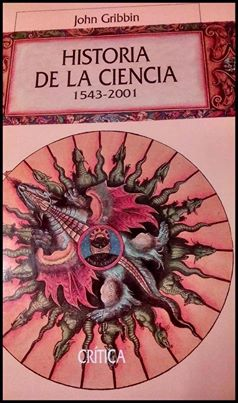 John Gribbin
HISTORIA
DE LA CIENCIA
1543-2001
CRÍTICA